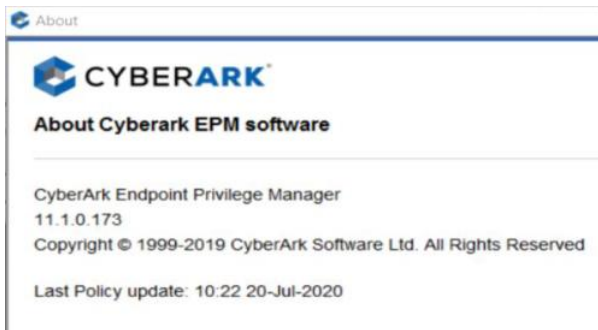 About
CYBERARK
About Cyberark EPM software
CyberArk Endpoint Privilege Manager
11.1.0.173
Copyright © 1999-2019 CyberArk Software Ltd. All Rights Reserved
Last Policy update: 10:22 20-Jul-2020